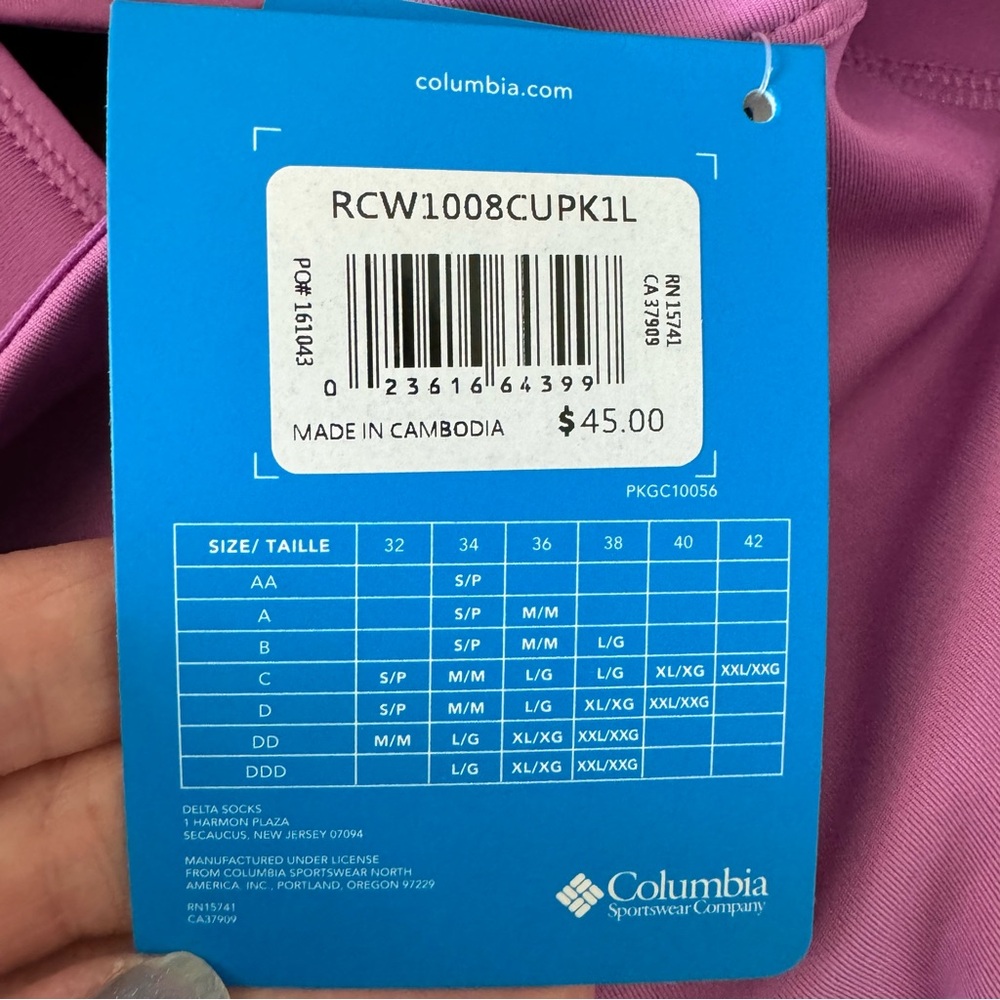 columbia.com
RCW1008CUPK1L
PO# 161043
RN 15741
CA 37909
0 23616 64399
MADE IN CAMBODIA $45.00
PKGC10056
SIZE/ TAILLE 32 34 36 38 40 42
AA S/P
A S/P M/M
B S/P M/M L/G
C S/P M/M L/G L/G XL/XG XXL/XXG
D S/P M/M L/G XL/XG XXL/XXG
DD M/M L/G XL/XG XXL/XXG
DDD L/G XL/XG XXL/XXG
DELTA SOCKS
1 HARMON PLAZA
SECAUCUS, NEW JERSEY 07094
MANUFACTURED UNDER LICENSE
FROM COLUMBIA SPORTSWEAR NORTH
AMERICA, INC., PORTLAND, OREGON 97229
RN15741
CA37909
Columbia
Sportswear Company